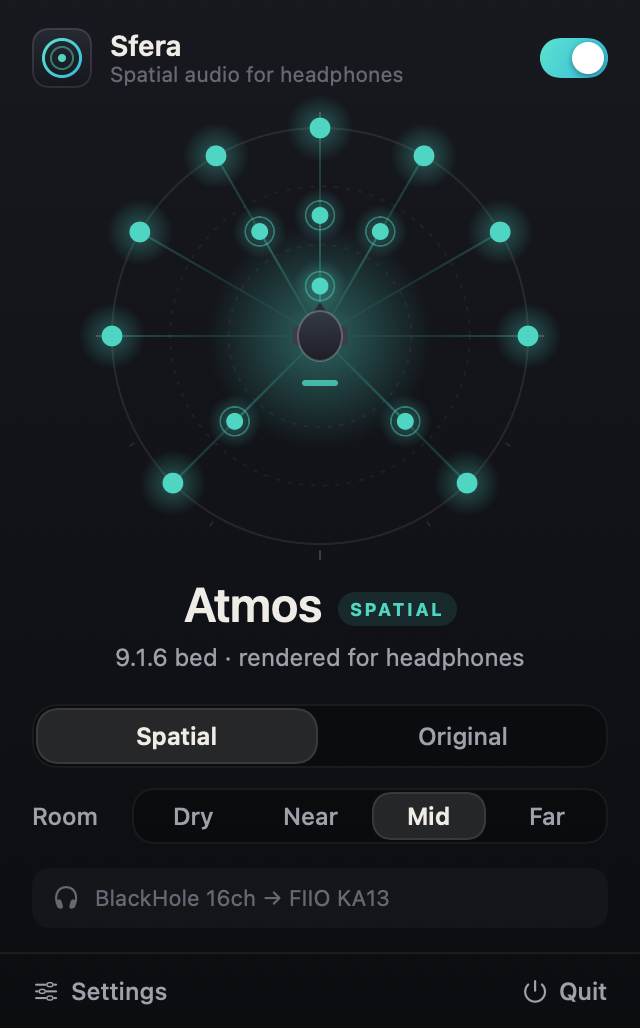 Sfera
Spatial audio for headphones
Atmos SPATIAL
9.1.6 bed · rendered for headphones
Spatial Original
Room Dry Near Mid Far
BlackHole 16ch → FIIO KA13
Settings Quit